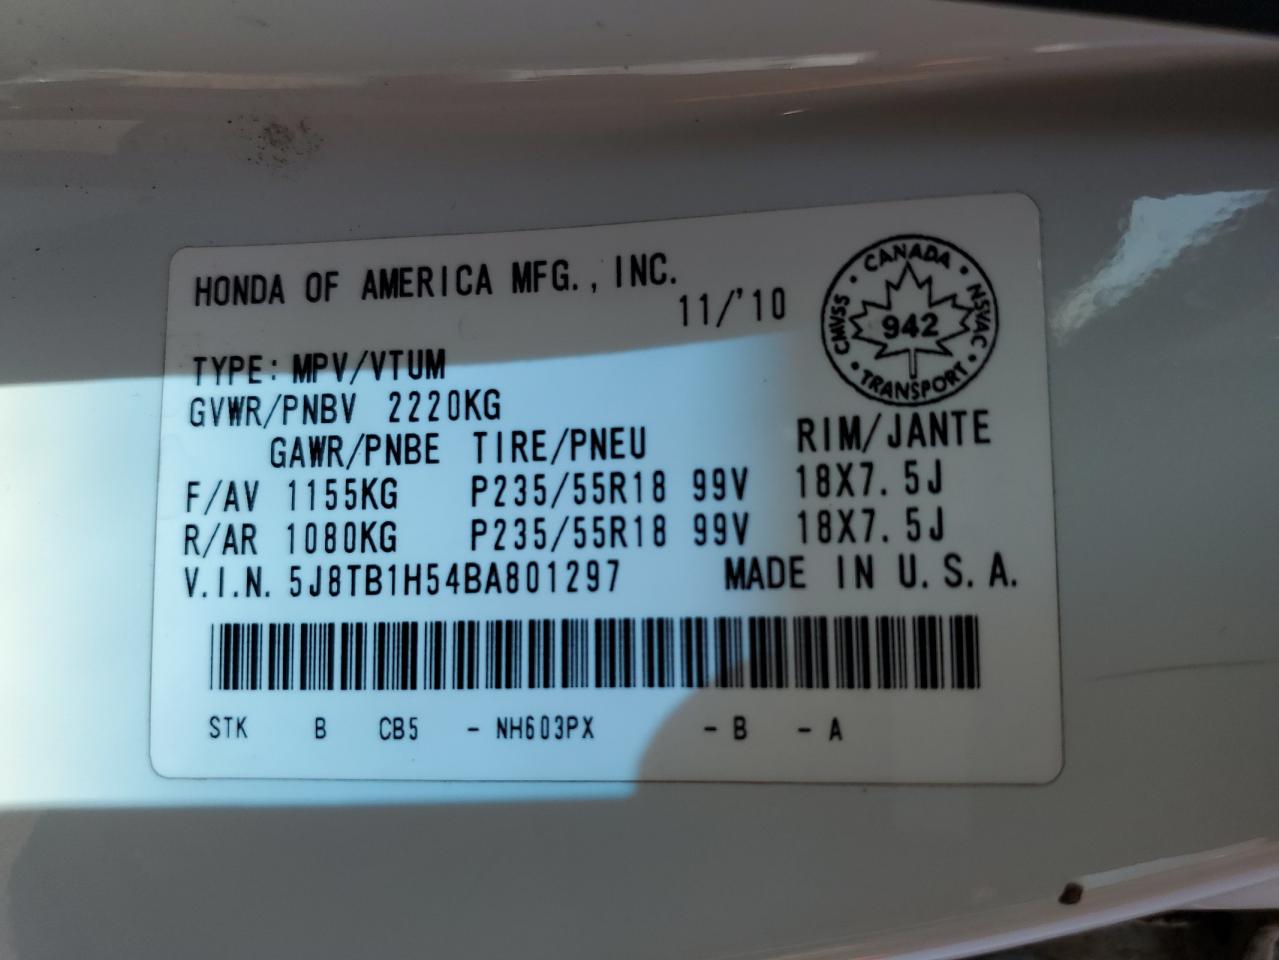 HONDA OF AMERICA MFG., INC.
11/'10
CANADA · NSVAC · TRANSPORT · CMVSS ·
942
TYPE: MPV/VTUM
GVWR/PNBV 2220KG
GAWR/PNBE TIRE/PNEU RIM/JANTE
F/AV 1155KG P235/55R18 99V 18X7.5J
R/AR 1080KG P235/55R18 99V 18X7.5J
V.I.N. 5J8TB1H54BA801297 MADE IN U.S.A.
STK B CB5 - NH603PX - B - A